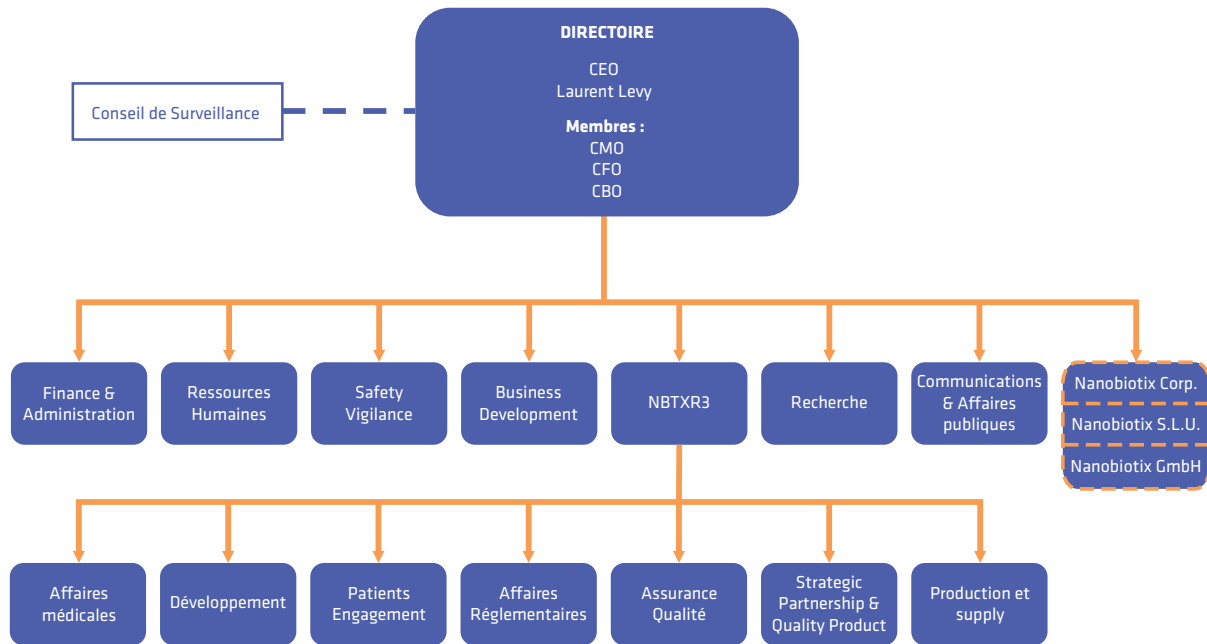 DIRECTOIRE
CEO
Laurent Levy
Membres :
CMO
CFO
CBO
Conseil de Surveillance
Finance &
Administration
Ressources
Humaines
Safety
Vigilance
Business
Development
NBTXR3
Recherche
Communications
& Affaires
publiques
Nanobiotix Corp.
Nanobiotix S.L.U.
Nanobiotix GmbH
Affaires
médicales
Développement
Patients
Engagement
Affaires
Réglementaires
Assurance
Qualité
Strategic
Partnership &
Quality Product
Production et
supply